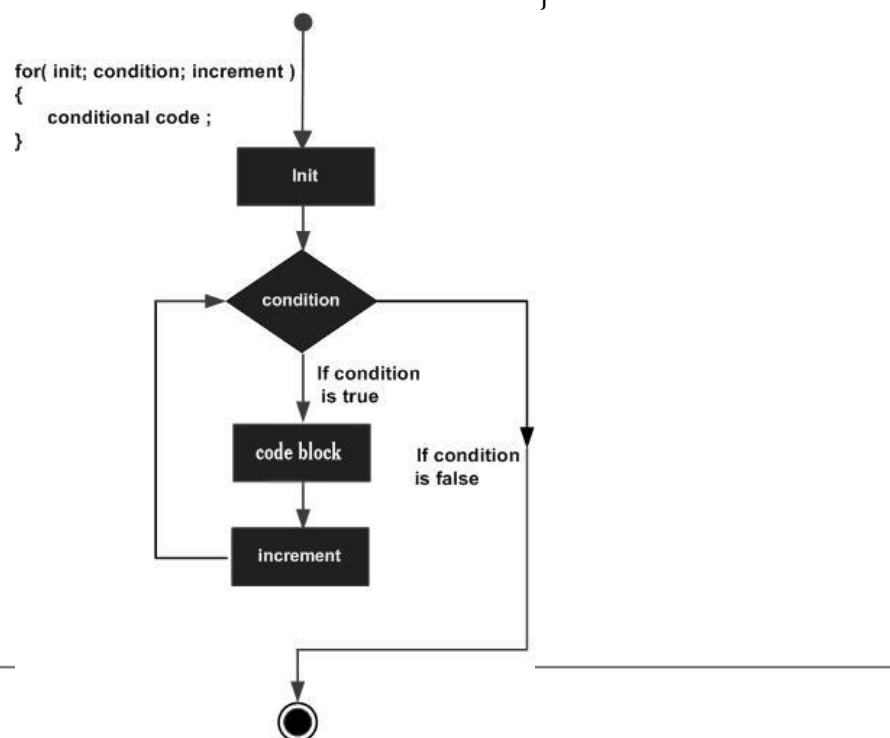 for( init; condition; increment )
{
conditional code ;
}
Init
condition
If condition
is true
code block
If condition
is false
increment